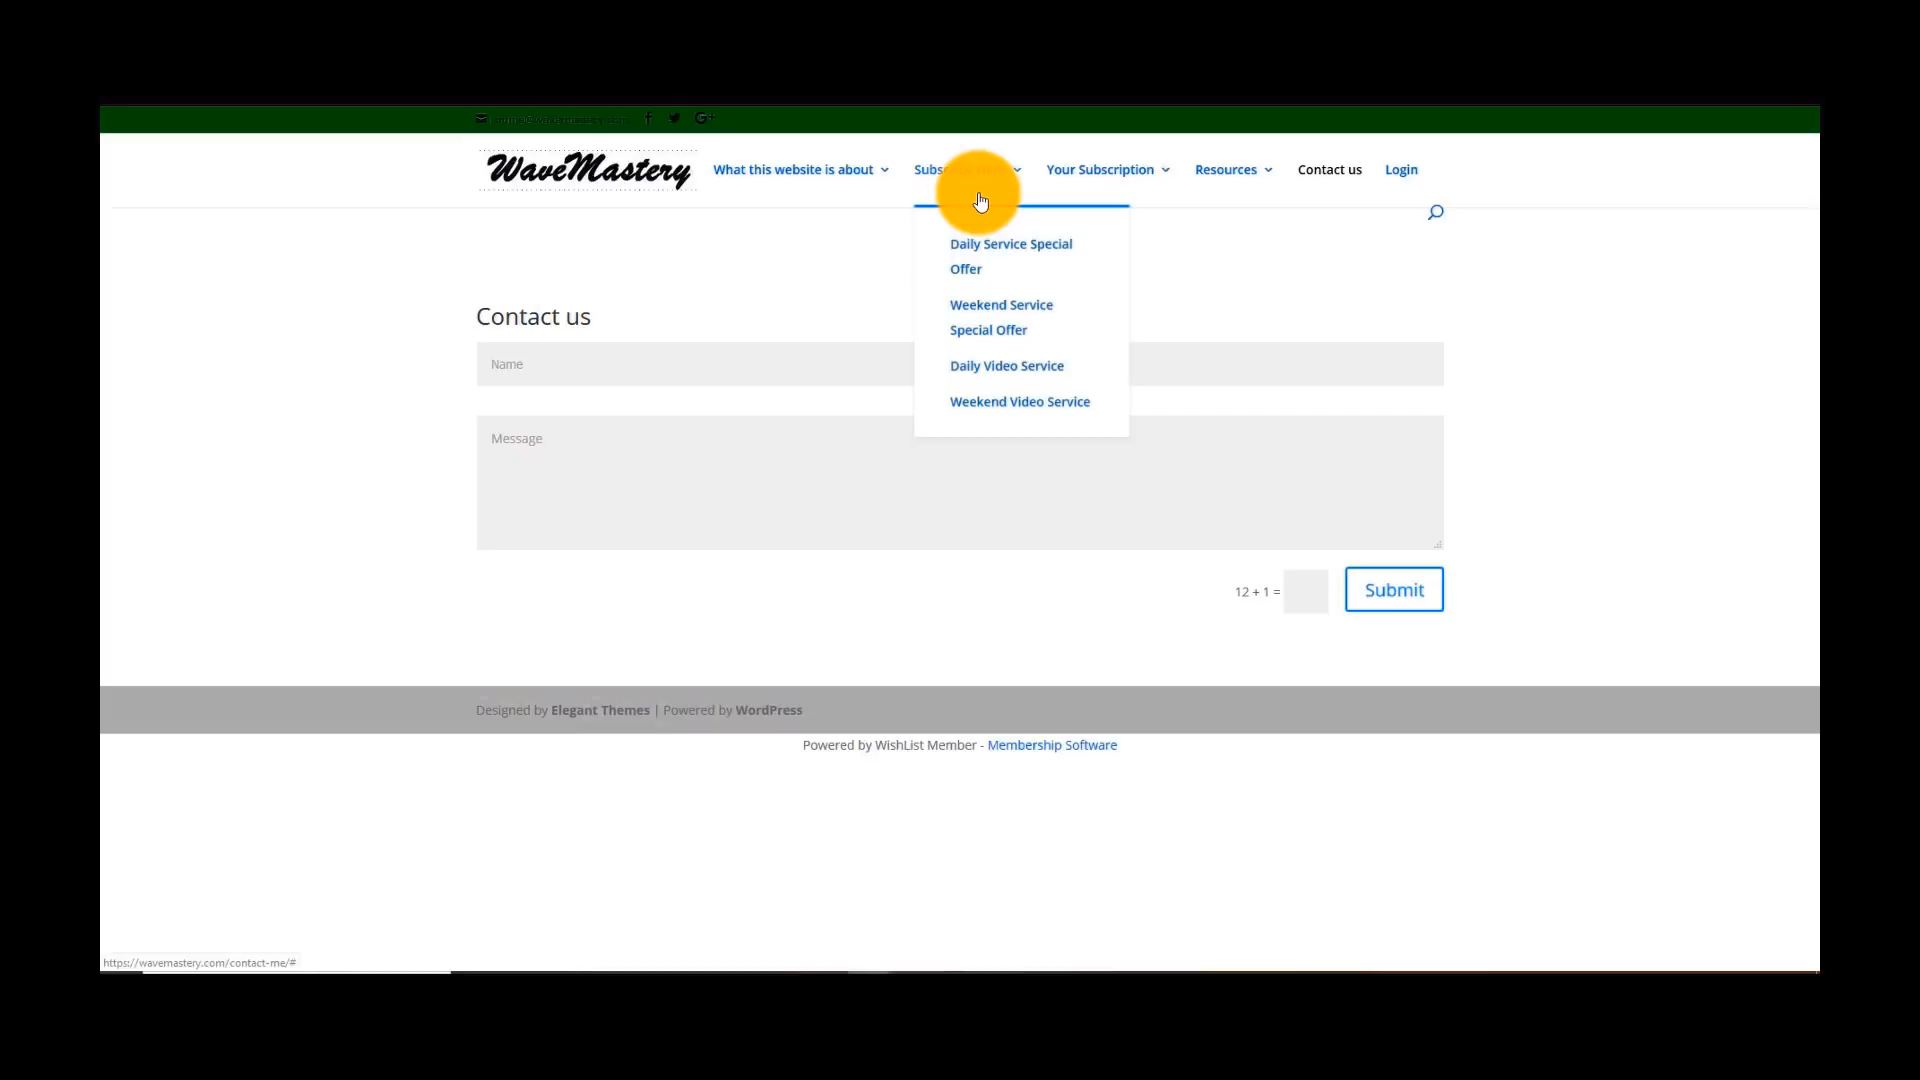 WaveMastery
What this website is about
Your Subscription
Resources
Contact us
Login
Daily Service Special
Offer
Weekend Service
Special Offer
Daily Video Service
Weekend Video Service
Contact us
Name
Message
12 + 1 =
Submit
Designed by Elegant Themes | Powered by WordPress
Powered by WishList Member - Membership Software
https://wavemastery.com/contact-me/#